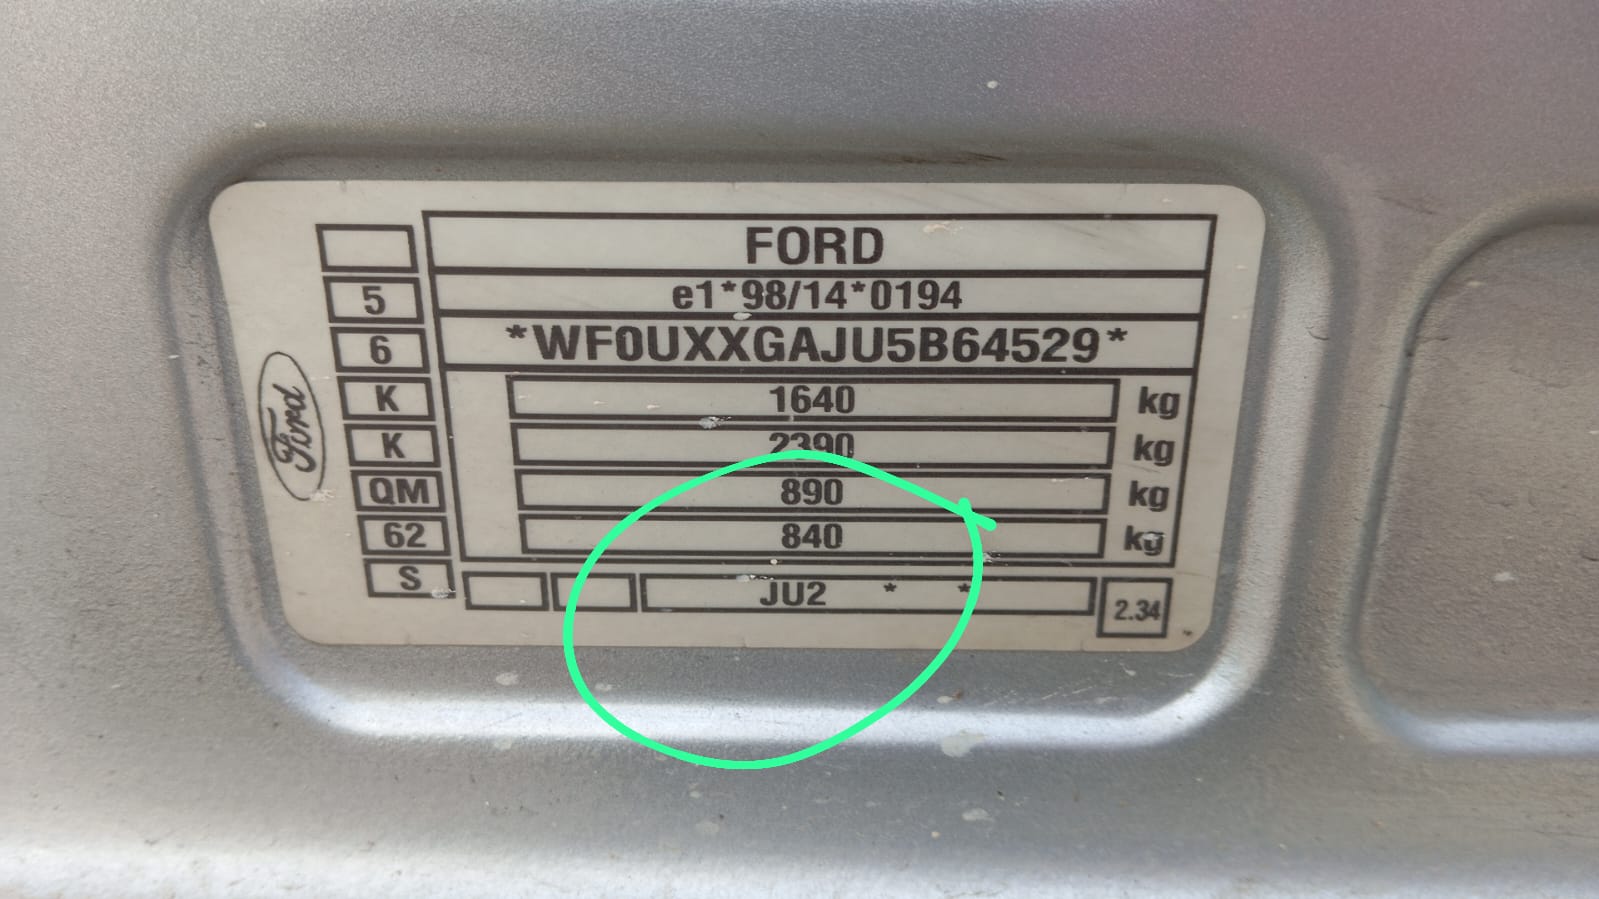 FORD
5 e1*98/14*0194
6 *WF0UXXGAJU5B64529*
K 1640 kg
K 2390 kg
QM 890 kg
62 840 kg
S JU2 * * 2.34
Ford